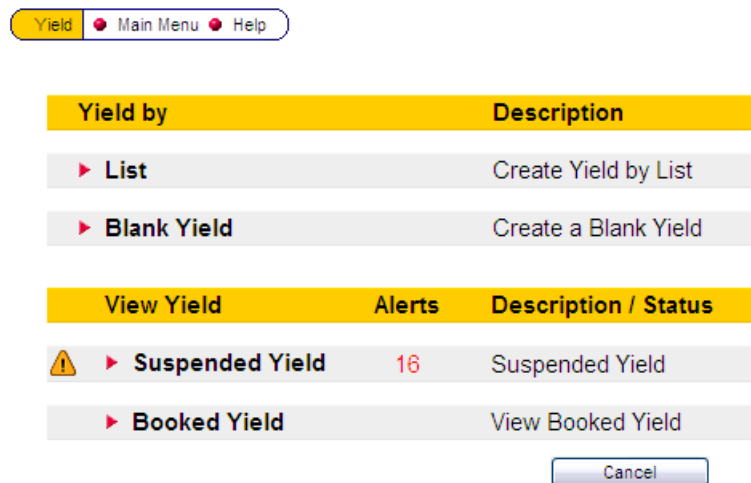 Yield Main Menu Help
Yield by Description
List Create Yield by List
Blank Yield Create a Blank Yield
View Yield Alerts Description / Status
Suspended Yield 16 Suspended Yield
Booked Yield View Booked Yield
Cancel